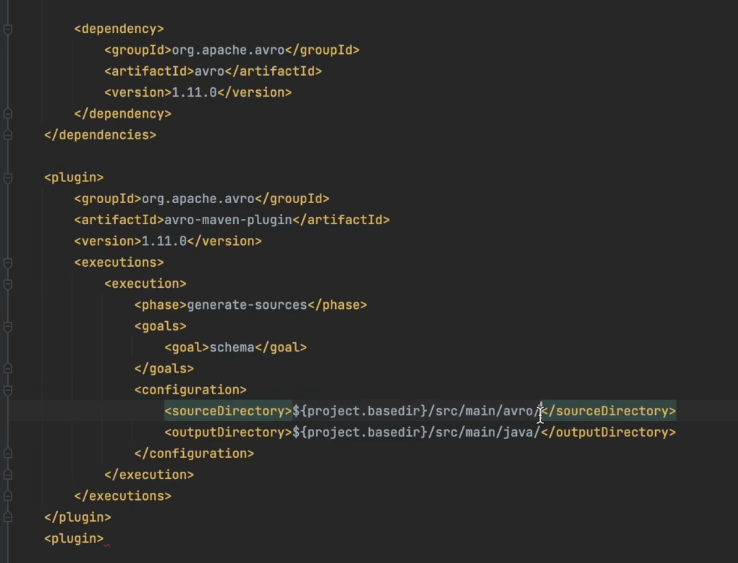 <dependency>
<groupId>org.apache.avro</groupId>
<artifactId>avro</artifactId>
<version>1.11.0</version>
</dependency>
</dependencies>
<plugin>
<groupId>org.apache.avro</groupId>
<artifactId>avro-maven-plugin</artifactId>
<version>1.11.0</version>
<executions>
<execution>
<phase>generate-sources</phase>
<goals>
<goal>schema</goal>
</goals>
<configuration>
<sourceDirectory>${project.basedir}/src/main/avro/</sourceDirectory>
<outputDirectory>${project.basedir}/src/main/java/</outputDirectory>
</configuration>
</execution>
</executions>
</plugin>
<plugin>